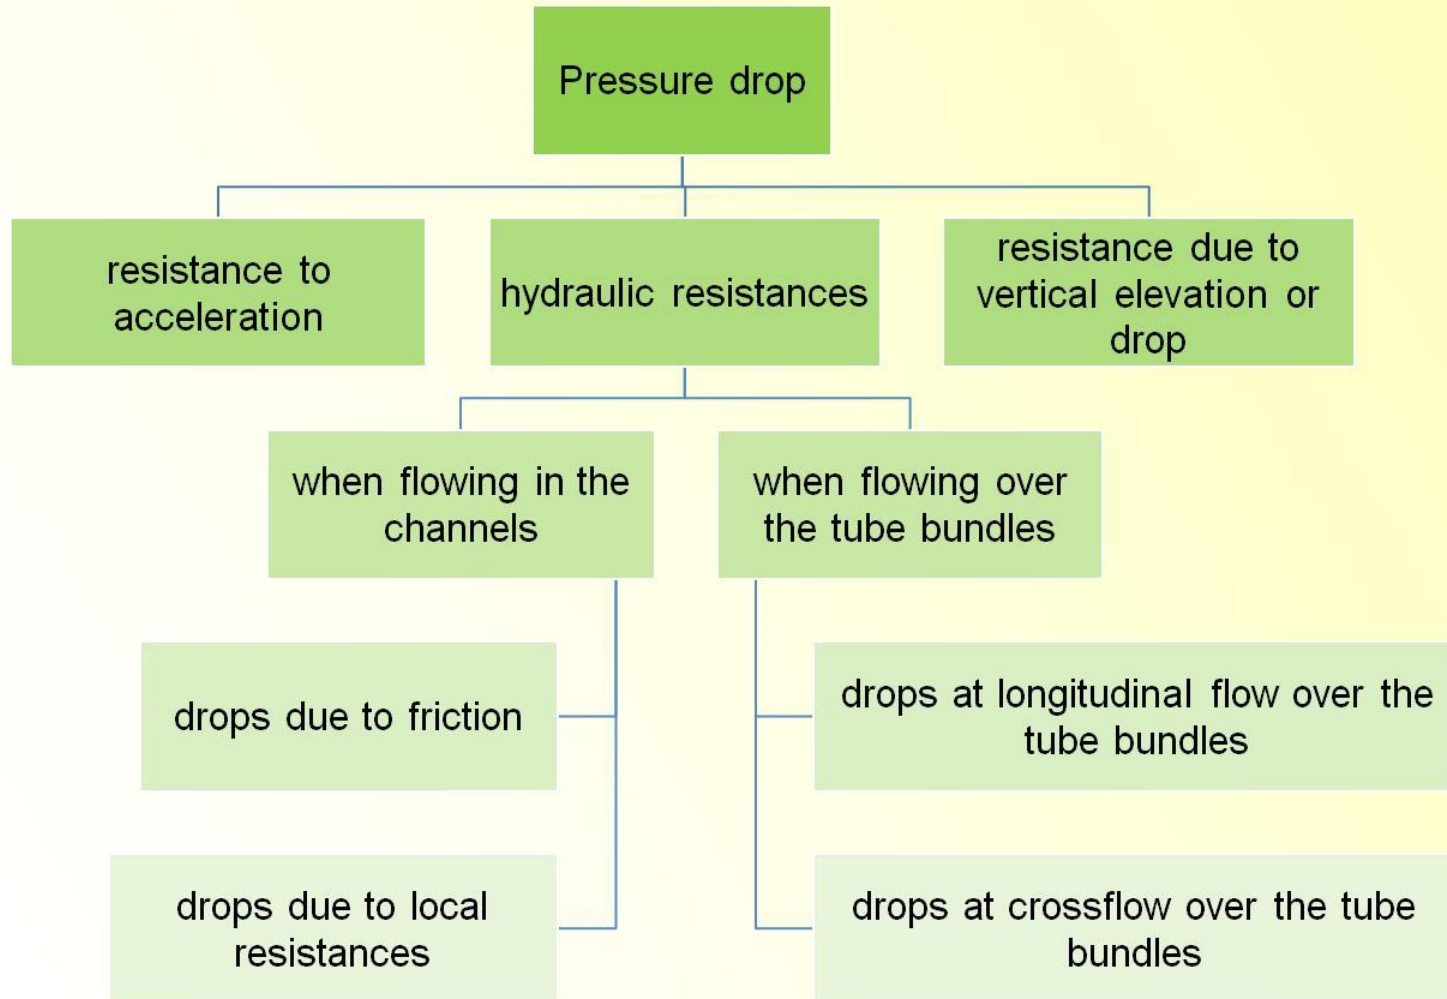 Pressure drop
resistance to
acceleration
hydraulic resistances
resistance due to
vertical elevation or
drop
when flowing in the
channels
when flowing over
the tube bundles
drops due to friction
drops at longitudinal flow over the
tube bundles
drops due to local
resistances
drops at crossflow over the tube
bundles